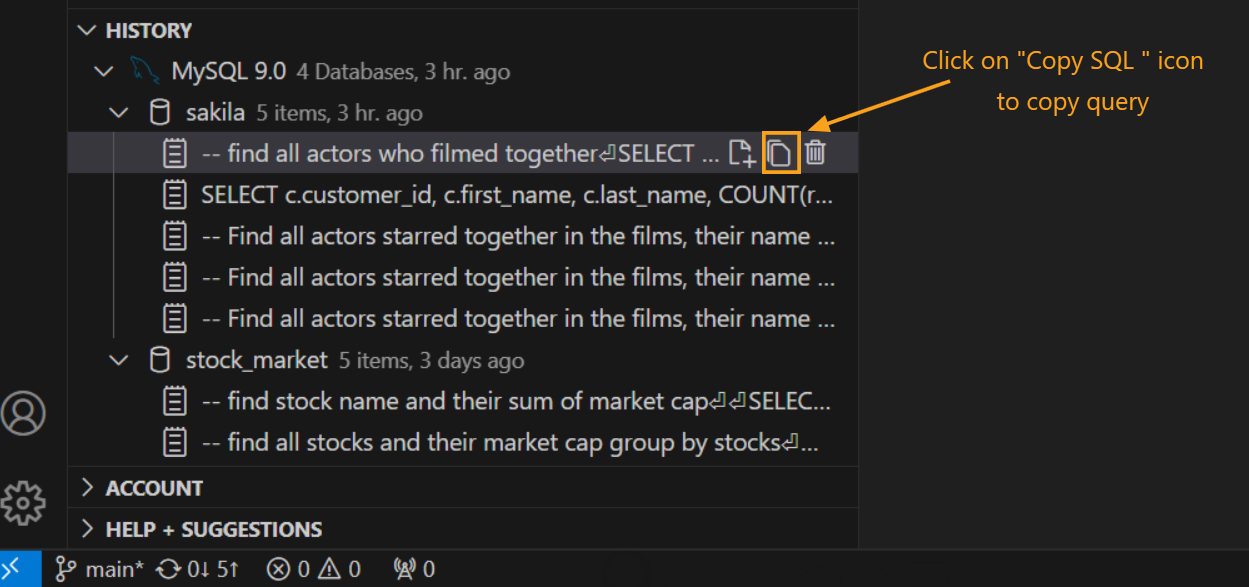 HISTORY
MySQL 9.0 4 Databases, 3 hr. ago
Click on "Copy SQL " icon
to copy query
sakila 5 items, 3 hr. ago
-- find all actors who filmed together⏎SELECT ...
SELECT c.customer_id, c.first_name, c.last_name, COUNT(r...
-- Find all actors starred together in the films, their name ...
-- Find all actors starred together in the films, their name ...
-- Find all actors starred together in the films, their name ...
stock_market 5 items, 3 days ago
-- find stock name and their sum of market cap⏎⏎SELEC...
-- find all stocks and their market cap group by stocks⏎...
ACCOUNT
HELP + SUGGESTIONS
main* 0↓ 5↑ 0 0 0